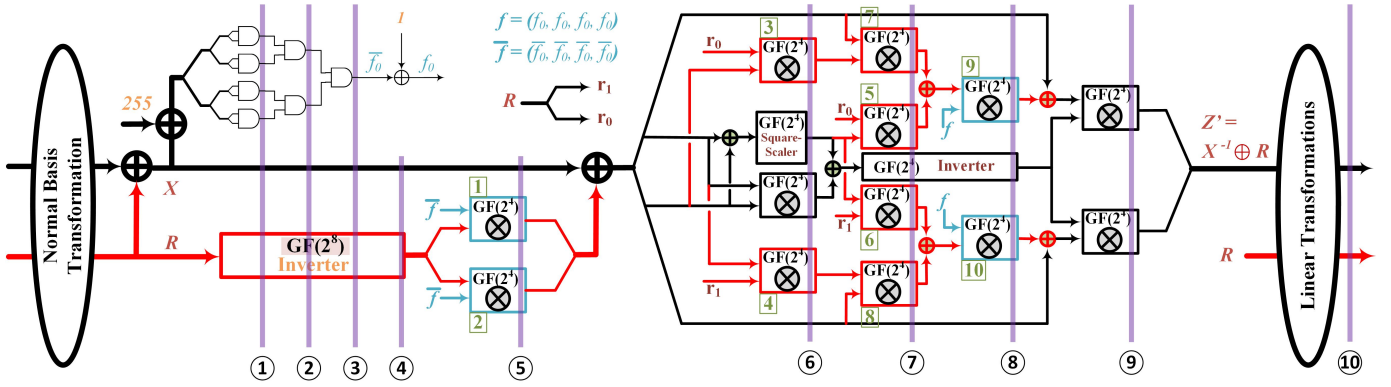 Normal Basis
Transformation
255
X
R
1
f̅₀
f₀
f = (f₀, f₀, f₀, f₀)
f̅ = (f̅₀, f̅₀, f̅₀, f̅₀)
R
r₁
r₀
GF(2⁸)
Inverter
f̅
1
GF(2⁴)
f̅
GF(2⁴)
2
r₀
3
GF(2⁴)
7
GF(2⁴)
5
r₀
GF(2⁴)
9
GF(2⁴)
f
GF(2⁴)
GF(2⁴)
Square-
Scaler
GF(2⁴)
GF(2⁴) Inverter
GF(2⁴)
r₁
6
f
GF(2⁴)
10
GF(2⁴)
4
r₁
GF(2⁴)
8
GF(2⁴)
Z' =
X⁻¹ ⊕ R
R
Linear Transformations
① ② ③ ④ ⑤ ⑥ ⑦ ⑧ ⑨ ⑩